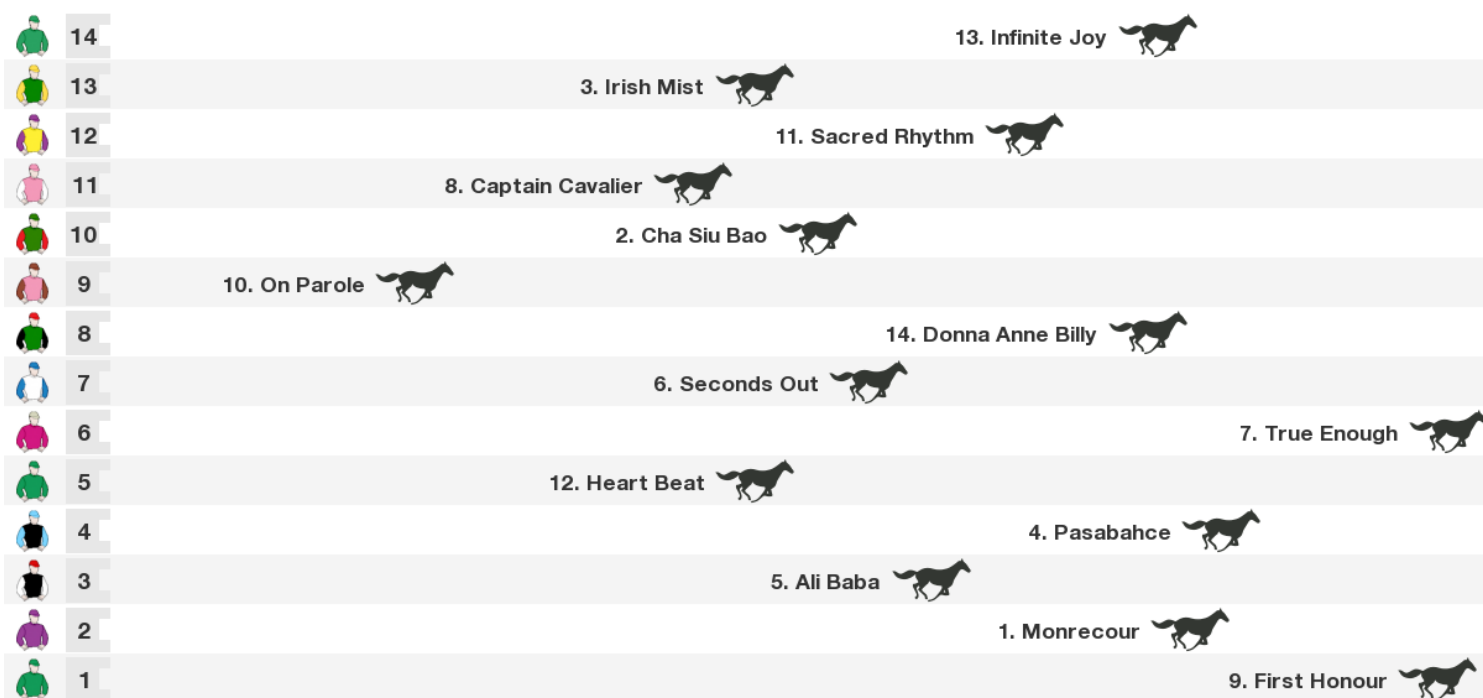 14 13. Infinite Joy
13 3. Irish Mist
12 11. Sacred Rhythm
11 8. Captain Cavalier
10 2. Cha Siu Bao
9 10. On Parole
8 14. Donna Anne Billy
7 6. Seconds Out
6 7. True Enough
5 12. Heart Beat
4 4. Pasabahce
3 5. Ali Baba
2 1. Monrecour
1 9. First Honour